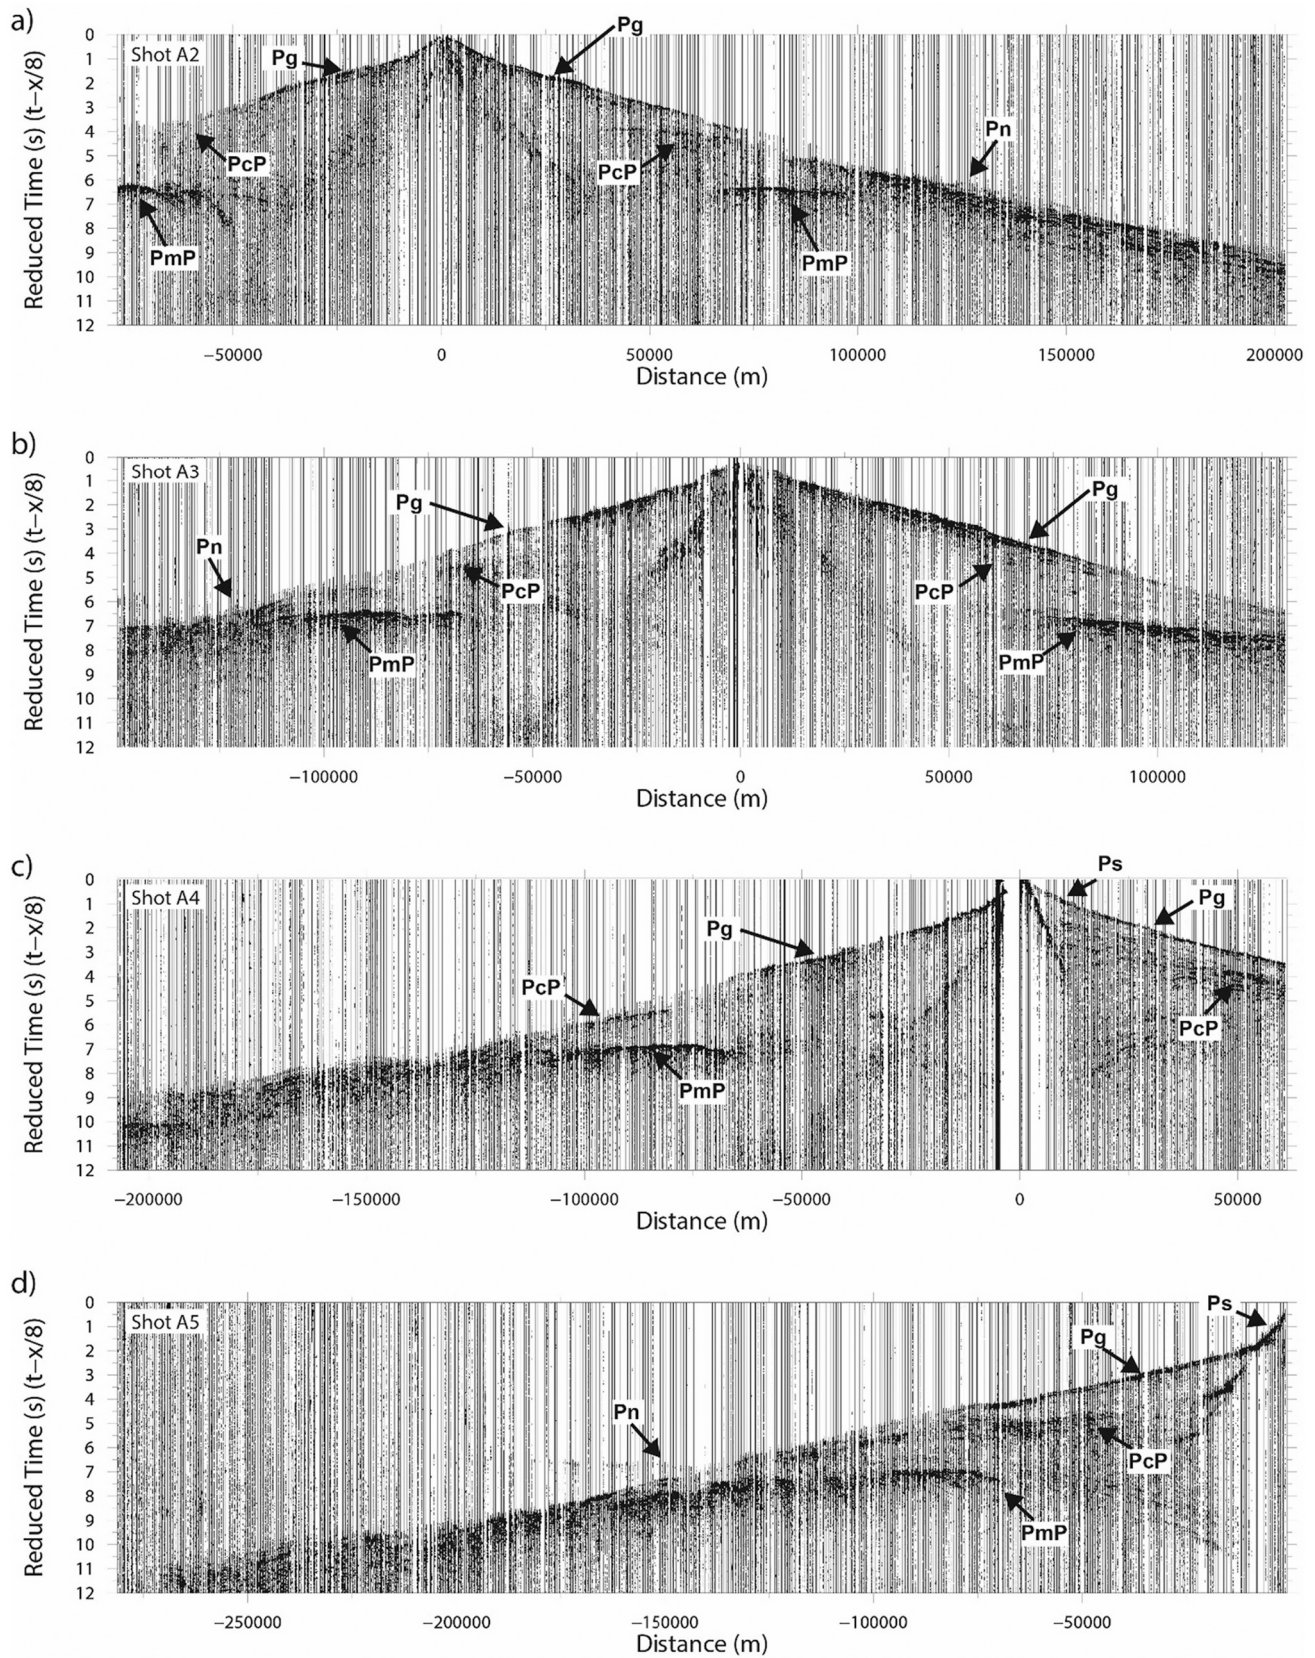 a)
Shot A2
Pg
Pg
PcP
PmP
PcP
PmP
Pn
Reduced Time (s) (t−x/8)
0
1
2
3
4
5
6
7
8
9
10
11
12
−50000 0 50000 100000 150000 200000
Distance (m)
b)
Shot A3
Pg
Pn
PcP
PmP
Pg
PcP
PmP
Reduced Time (s) (t−x/8)
0
1
2
3
4
5
6
7
8
9
10
11
12
−100000 −50000 0 50000 100000
Distance (m)
c)
Shot A4
Ps
Pg
Pg
PcP
PcP
PmP
Reduced Time (s) (t−x/8)
0
1
2
3
4
5
6
7
8
9
10
11
12
−200000 −150000 −100000 −50000 0 50000
Distance (m)
d)
Shot A5
Ps
Pg
Pn
PcP
PmP
Reduced Time (s) (t−x/8)
0
1
2
3
4
5
6
7
8
9
10
11
12
−250000 −200000 −150000 −100000 −50000
Distance (m)